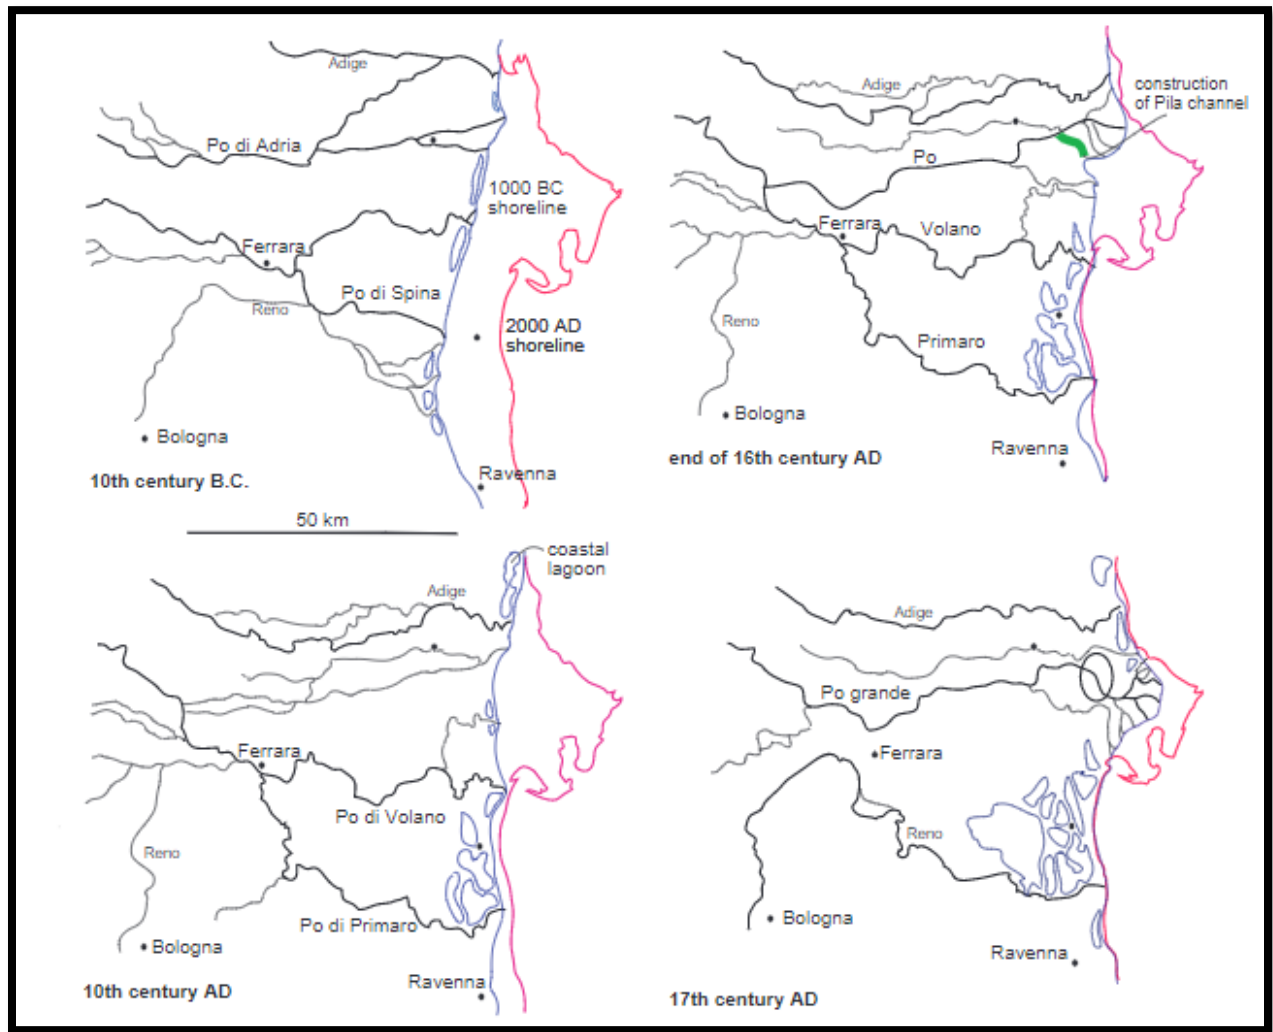 Adige
Po di Adria
1000 BC
shoreline
Ferrara
Po di Spina
Reno
2000 AD
shoreline
Bologna
Ravenna
10th century B.C.
50 km
Adige
construction
of Pila channel
Po
Ferrara
Volano
Reno
Primaro
Bologna
Ravenna
end of 16th century AD
coastal
lagoon
Adige
Ferrara
Po di Volano
Reno
Po di Primaro
Bologna
Ravenna
10th century AD
Adige
Po grande
Ferrara
Reno
Bologna
Ravenna
17th century AD